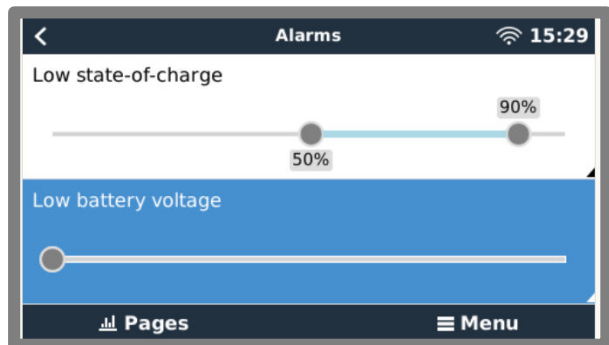 Alarms
15:29
Low state-of-charge
90%
50%
Low battery voltage
Pages
Menu